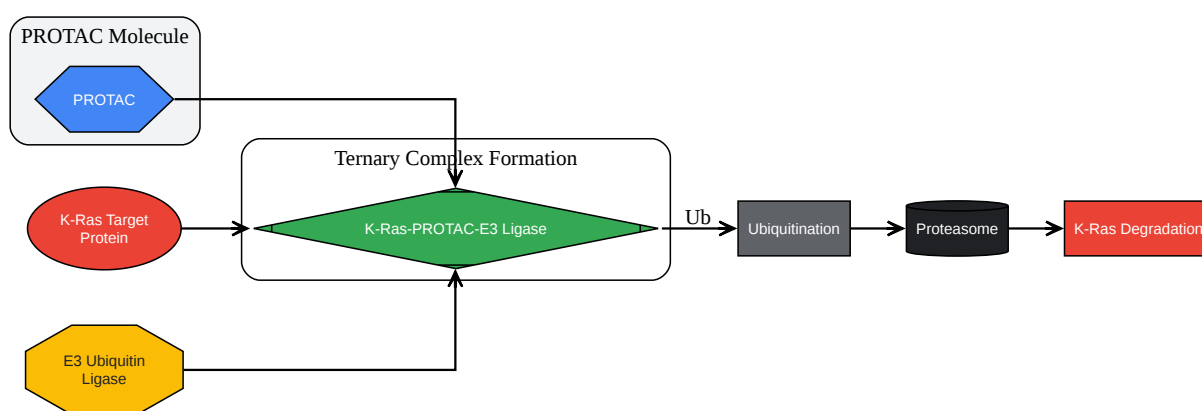 PROTAC Molecule
PROTAC
Ternary Complex Formation
K-Ras Target
Protein
K-Ras-PROTAC-E3 Ligase
Ub
Ubiquitination
Proteasome
K-Ras Degradation
E3 Ubiquitin
Ligase